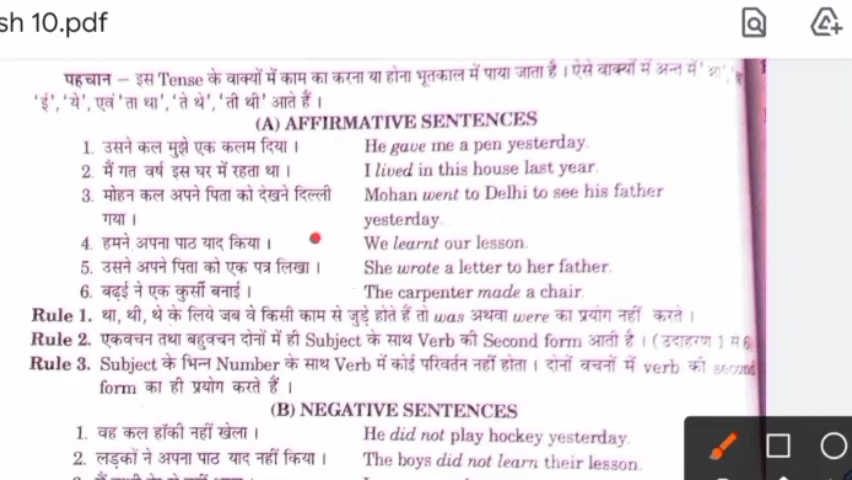 sh 10.pdf
पहचान – इस Tense के वाक्यों में काम का करना या होना भूतकाल में पाया जाता है । ऐसे वाक्यों में अन्त में
'ई', 'ये', एवं 'ता था', 'ते थे', 'ती थी' आते हैं ।
(A) AFFIRMATIVE SENTENCES
1. उसने कल मुझे एक कलम दिया । He gave me a pen yesterday.
2. मैं गत वर्ष इस घर में रहता था । I lived in this house last year.
3. मोहन कल अपने पिता को देखने दिल्ली Mohan went to Delhi to see his father
गया । yesterday.
4. हमने अपना पाठ याद किया । We learnt our lesson.
5. उसने अपने पिता को एक पत्र लिखा । She wrote a letter to her father.
6. बढ़ई ने एक कुर्सी बनाई । The carpenter made a chair.
Rule 1. था, थी, थे के लिये जब वे किसी काम से जुड़े होते हैं तो was अथवा were का प्रयोग नहीं करते ।
Rule 2. एकवचन तथा बहुवचन दोनों में ही Subject के साथ Verb की Second form आती है । (उदाहरण 1 से 6
Rule 3. Subject के भिन्न Number के साथ Verb में कोई परिवर्तन नहीं होता । दोनों वचनों में verb की second
form का ही प्रयोग करते हैं ।
(B) NEGATIVE SENTENCES
1. वह कल हॉकी नहीं खेला । He did not play hockey yesterday.
2. लड़कों ने अपना पाठ याद नहीं किया । The boys did not learn their lesson.